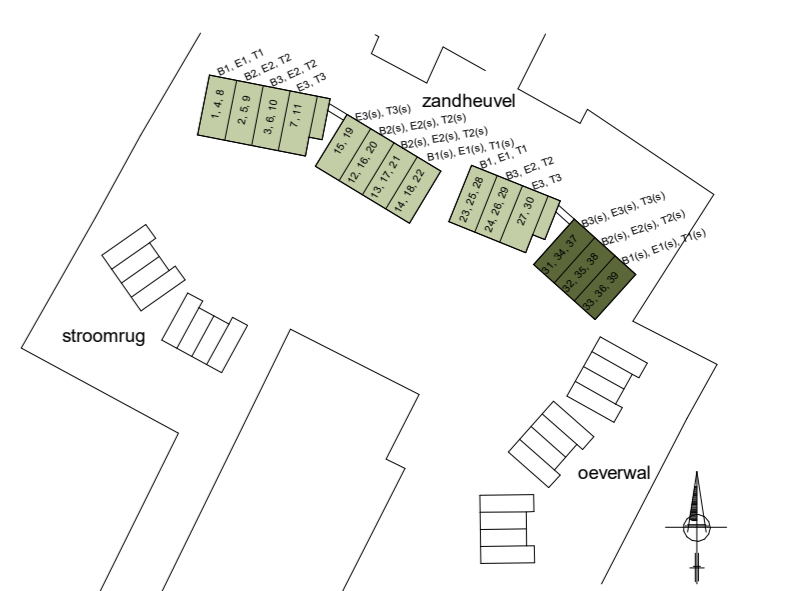 B1, E1, T1
B2, E2, T2
B3, E2, T2
E3, T3
1, 4, 8
2, 5, 9
3, 6, 10
7, 11
zandheuvel
E3(s), T3(s)
B2(s), E2(s), T2(s)
B2(s), E2(s), T2(s)
B1(s), E1(s), T1(s)
15, 19
12, 16, 20
13, 17, 21
14, 18, 22
B1, E1, T1
B3, E2, T2
E3, T3
23, 25, 28
24, 26, 29
27, 30
B3(s), E3(s), T3(s)
B2(s), E2(s), T2(s)
B1(s), E1(s), T1(s)
31, 34, 37
32, 35, 38
33, 36, 39
stroomrug
oeverwal